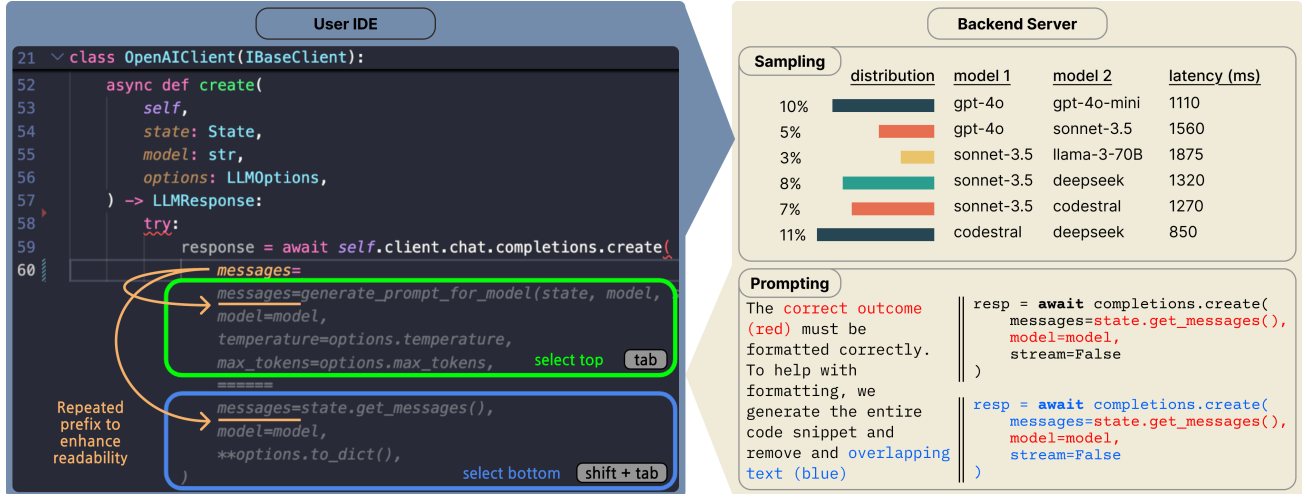 User IDE
21 class OpenAIClient(IBaseClient):
52 async def create(
53 self,
54 state: State,
55 model: str,
56 options: LLMOptions,
57 ) -> LLMResponse:
58 try:
59 response = await self.client.chat.completions.create(
60 messages=
messages=generate_prompt_for_model(state, model,
model=model,
temperature=options.temperature,
max_tokens=options.max_tokens,
select top tab
======
messages=state.get_messages(),
model=model,
**options.to_dict(),
)
select bottom shift + tab
Repeated
prefix to
enhance
readability
Backend Server
Sampling
distribution model 1 model 2 latency (ms)
10% gpt-4o gpt-4o-mini 1110
5% gpt-4o sonnet-3.5 1560
3% sonnet-3.5 llama-3-70B 1875
8% sonnet-3.5 deepseek 1320
7% sonnet-3.5 codestral 1270
11% codestral deepseek 850
Prompting
The correct outcome
(red) must be
formatted correctly.
To help with
formatting, we
generate the entire
code snippet and
remove and overlapping
text (blue)
resp = await completions.create(
messages=state.get_messages(),
model=model,
stream=False
)
resp = await completions.create(
messages=state.get_messages(),
model=model,
stream=False
)